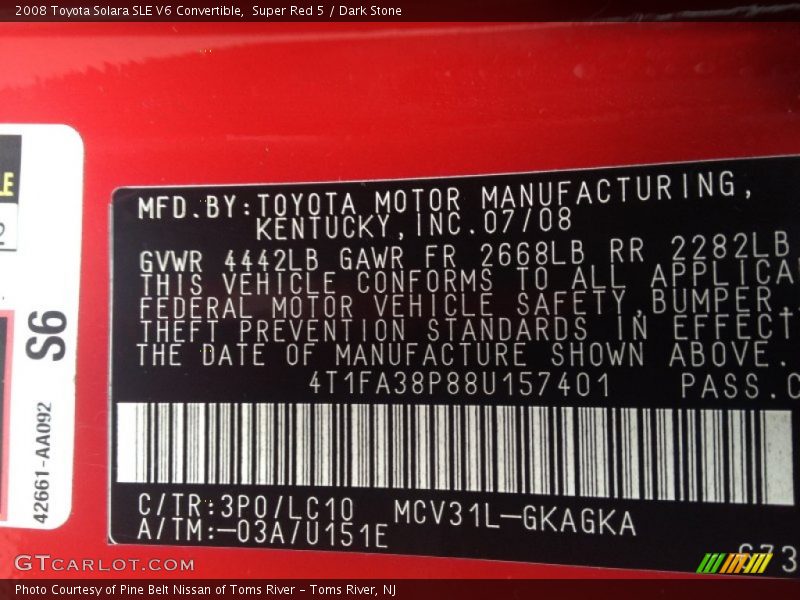 2008 Toyota Solara SLE V6 Convertible, Super Red 5 / Dark Stone
MFD.BY:TOYOTA MOTOR MANUFACTURING,
KENTUCKY,INC.07/08
GVWR 4442LB GAWR FR 2668LB RR 2282LB
THIS VEHICLE CONFORMS TO ALL APPLICA
FEDERAL MOTOR VEHICLE SAFETY,BUMPER,
THEFT PREVENTION STANDARDS IN EFFECT
THE DATE OF MANUFACTURE SHOWN ABOVE.
4T1FA38P88U157401 PASS.C
C/TR:3P0/LC10 MCV31L-GKAGKA
A/TM:-03A/U151E
S6
42661-AA092
LE
GTCARLOT.COM
Photo Courtesy of Pine Belt Nissan of Toms River - Toms River, NJ